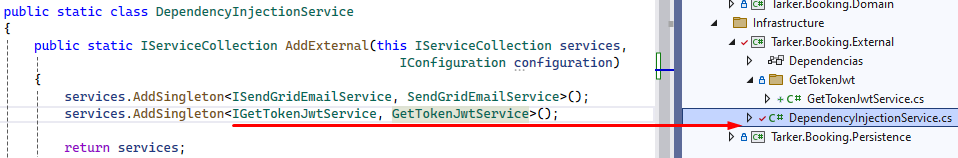 public static class DependencyInjectionService
{
public static IServiceCollection AddExternal(this IServiceCollection services,
IConfiguration configuration)
{
services.AddSingleton<ISendGridEmailService, SendGridEmailService>();
services.AddSingleton<IGetTokenJwtService, GetTokenJwtService>();
return services;
Tarker.Booking.Domain
Infrastructure
Tarker.Booking.External
Dependencias
GetTokenJwt
GetTokenJwtService.cs
DependencyInjectionService.cs
Tarker.Booking.Persistence